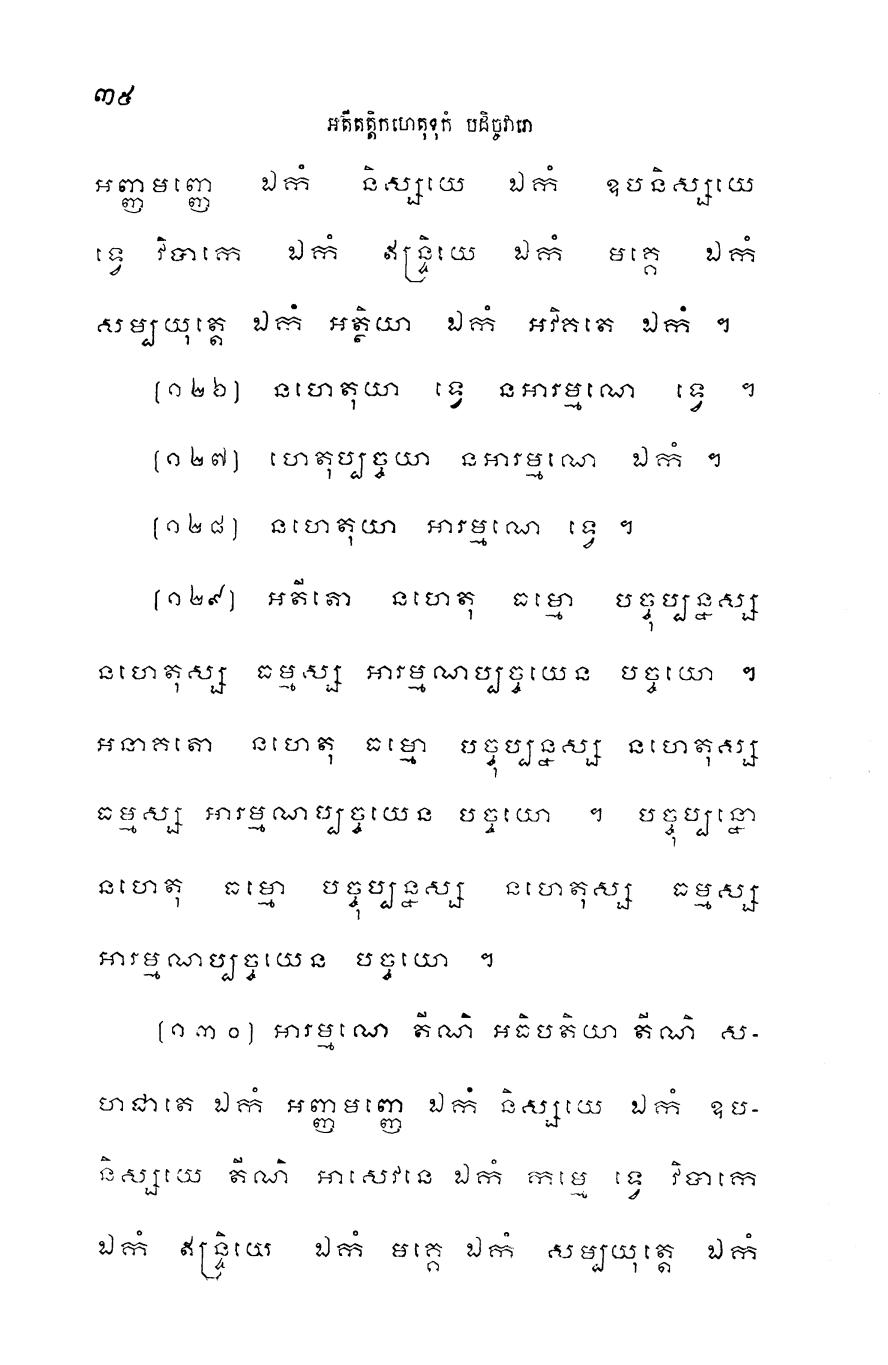 ៣៥
អតីតត្តិកហេតុទុកំ បដិច្ចវារោ
អញ្ញមញ្ញេ ឯកំ និស្សយេ ឯកំ ឧបនិស្សយេ
ទ្វេ វិបាកេ ឯកំ ឥន្ទ្រិយេ ឯកំ មគ្គេ ឯកំ
សម្បយុត្តេ ឯកំ អត្ថិយា ឯកំ អវិគតេ ឯកំ ។
[១២៦] នហេតុយា ទ្វេ នអារម្មណេ ទ្វេ ។
[១២៧] ហេតុប្បច្ចយា នអារម្មណេ ឯកំ ។
[១២៨] នហេតុយា អារម្មណេ ទ្វេ ។
[១២៩] អតីតោ នហេតុ ធម្មោ បច្ចុប្បន្នស្ស
នហេតុស្ស ធម្មស្ស អារម្មណប្បច្ចយេន បច្ចយោ ។
អនាគតោ នហេតុ ធម្មោ បច្ចុប្បន្នស្ស នហេតុស្ស
ធម្មស្ស អារម្មណប្បច្ចយេន បច្ចយោ ។ បច្ចុប្បន្នោ
នហេតុ ធម្មោ បច្ចុប្បន្នស្ស នហេតុស្ស ធម្មស្ស
អារម្មណប្បច្ចយេន បច្ចយោ ។
[១៣០] អារម្មណេ តីណិ អធិបតិយា តីណិ ស-
ហជាតេ ឯកំ អញ្ញមញ្ញេ ឯកំ និស្សយេ ឯកំ ឧប-
និស្សយេ តីណិ អាសេវនេ ឯកំ កម្មេ ទ្វេ វិបាកេ
ឯកំ ឥន្ទ្រិយេ ឯកំ មគ្គេ ឯកំ សម្បយុត្តេ ឯកំ